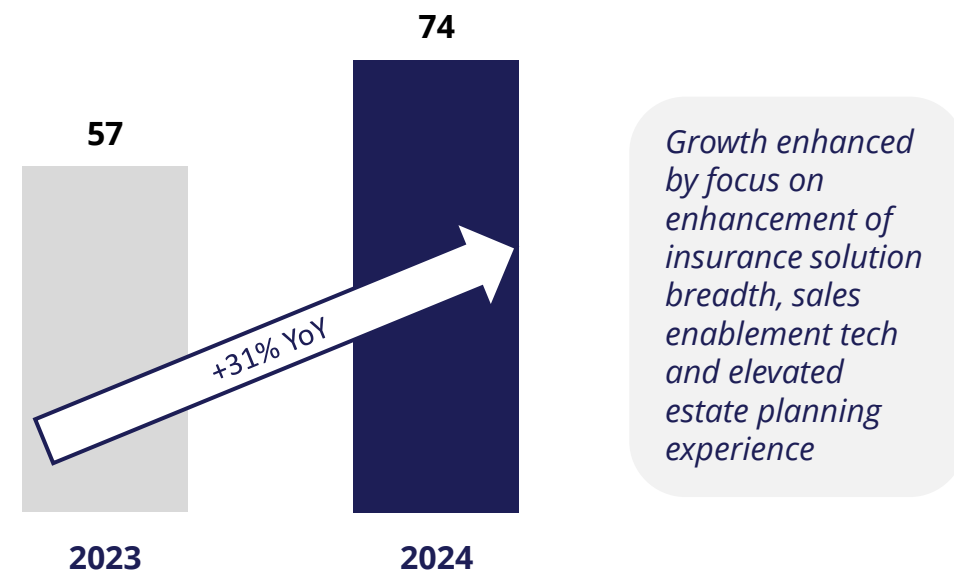 74
57
+31% YoY
2023
2024
Growth enhanced
by focus on
enhancement of
insurance solution
breadth, sales
enablement tech
and elevated
estate planning
experience